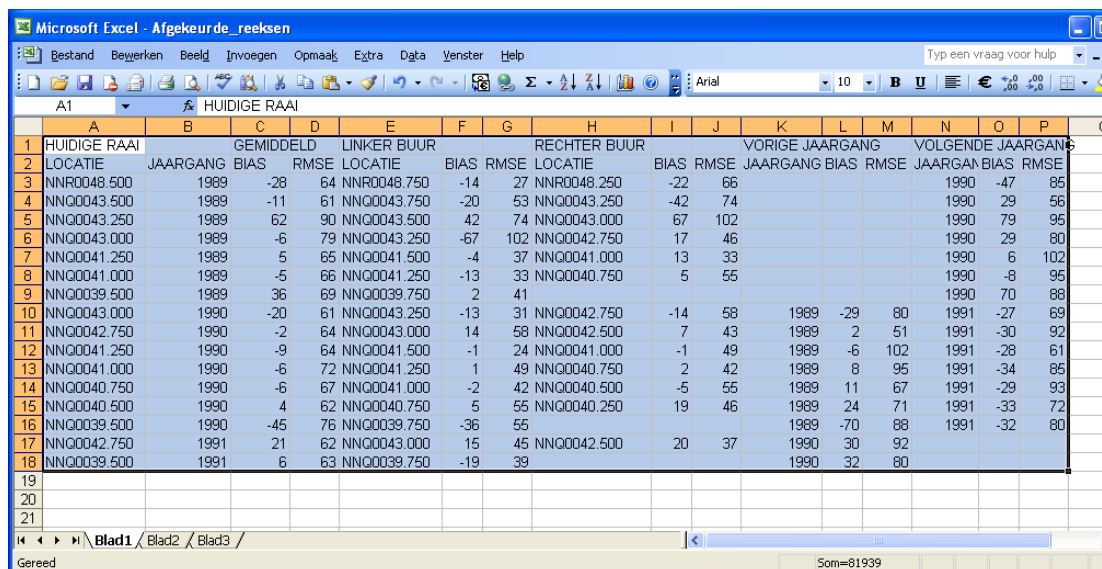 Microsoft Excel - Afgekeurde_reeksen
Bestand Bewerken Beeld Invoegen Opmaak Extra Data Venster Help Typ een vraag voor hulp
Arial 10 B U €
A1 fx HUIDIGE RAAI
A B C D E F G H I J K L M N O P
1 HUIDIGE RAAI GEMIDDELD LINKER BUUR RECHTER BUUR VORIGE JAARGANG VOLGENDE JAARGANG
2 LOCATIE JAARGANG BIAS RMSE LOCATIE BIAS RMSE LOCATIE BIAS RMSE JAARGANG BIAS RMSE JAARGAN BIAS RMSE
3 NNR0048.500 1989 -28 64 NNR0048.750 -14 27 NNR0048.250 -22 66 1990 -47 85
4 NNQ0043.500 1989 -11 61 NNQ0043.750 -20 53 NNQ0043.250 -42 74 1990 29 56
5 NNQ0043.250 1989 62 90 NNQ0043.500 42 74 NNQ0043.000 67 102 1990 79 95
6 NNQ0043.000 1989 -6 79 NNQ0043.250 -67 102 NNQ0042.750 17 46 1990 29 80
7 NNQ0041.250 1989 5 65 NNQ0041.500 -4 37 NNQ0041.000 13 33 1990 6 102
8 NNQ0041.000 1989 -5 66 NNQ0041.250 -13 33 NNQ0040.750 5 55 1990 -8 95
9 NNQ0039.500 1989 36 69 NNQ0039.750 2 41 1990 70 88
10 NNQ0043.000 1990 -20 61 NNQ0043.250 -13 31 NNQ0042.750 -14 58 1989 -29 80 1991 -27 69
11 NNQ0042.750 1990 -2 64 NNQ0043.000 14 58 NNQ0042.500 7 43 1989 2 51 1991 -30 92
12 NNQ0041.250 1990 -9 64 NNQ0041.500 -1 24 NNQ0041.000 -1 49 1989 -6 102 1991 -28 61
13 NNQ0041.000 1990 -6 72 NNQ0041.250 1 49 NNQ0040.750 2 42 1989 8 95 1991 -34 85
14 NNQ0040.750 1990 -6 67 NNQ0041.000 -2 42 NNQ0040.500 -5 55 1989 11 67 1991 -29 93
15 NNQ0040.500 1990 4 62 NNQ0040.750 5 55 NNQ0040.250 19 46 1989 24 71 1991 -33 72
16 NNQ0039.500 1990 -45 76 NNQ0039.750 -36 55 1989 -70 88 1991 -32 80
17 NNQ0042.750 1991 21 62 NNQ0043.000 15 45 NNQ0042.500 20 37 1990 30 92
18 NNQ0039.500 1991 6 63 NNQ0039.750 -19 39 1990 32 80
19
20
21
Blad1 Blad2 Blad3
Gereed Som=81939